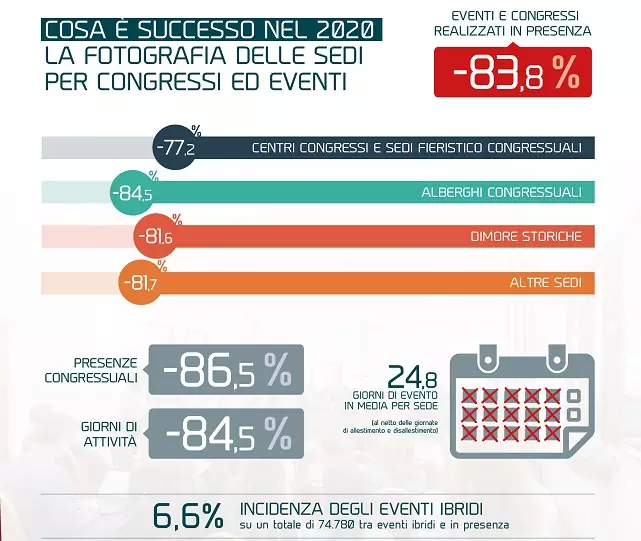 COSA È SUCCESSO NEL 2020
LA FOTOGRAFIA DELLE SEDI
PER CONGRESSI ED EVENTI
EVENTI E CONGRESSI
REALIZZATI IN PRESENZA
-83,8 %
-77,2 %
CENTRI CONGRESSI E SEDI FIERISTICO CONGRESSUALI
-84,5 %
ALBERGHI CONGRESSUALI
-81,6 %
DIMORE STORICHE
-81,7 %
ALTRE SEDI
PRESENZE
CONGRESSUALI
-86,5 %
GIORNI DI
ATTIVITÀ
-84,5 %
24,8
GIORNI DI EVENTO
IN MEDIA PER SEDE
(al netto delle giornate
di allestimento e disallestimento)
6,6% INCIDENZA DEGLI EVENTI IBRIDI
su un totale di 74.780 tra eventi ibridi e in presenza